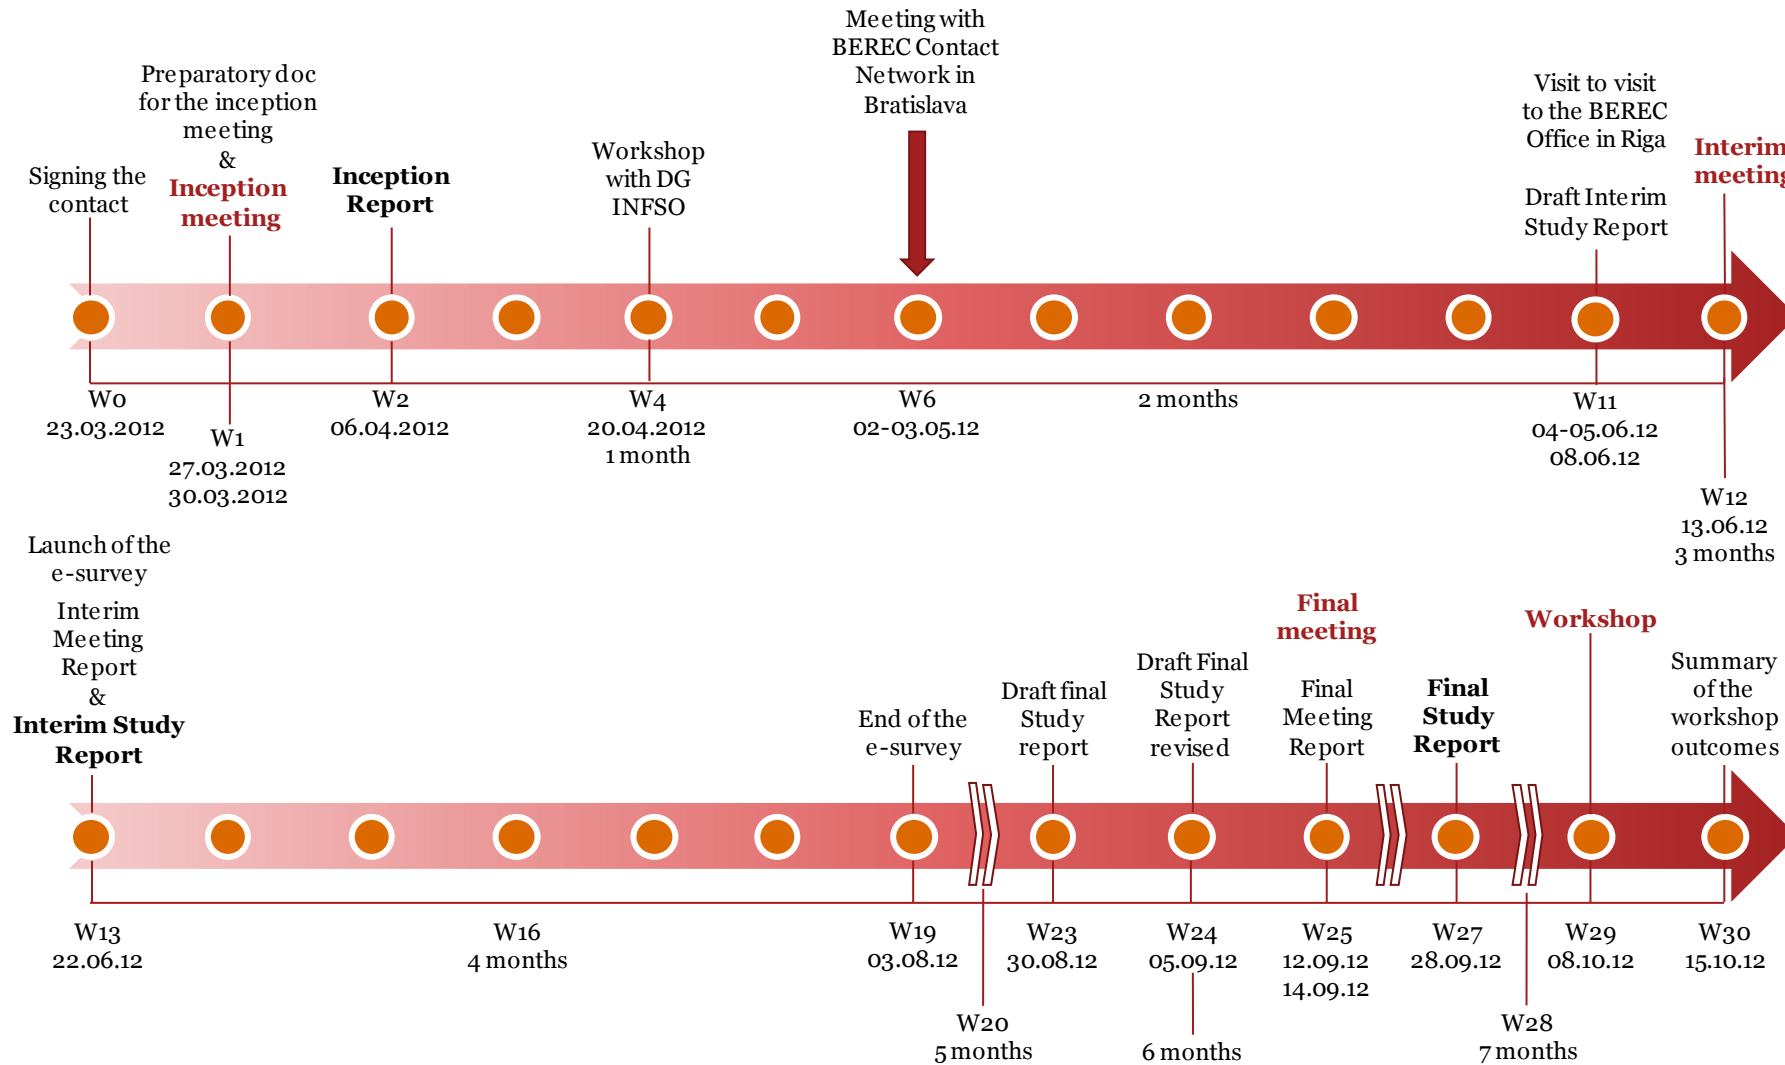 Signing the
contact
Preparatory doc
for the inception
meeting
&
Inception
meeting
Inception
Report
Workshop
with DG
INFSO
Meeting with
BEREC Contact
Network in
Bratislava
Visit to visit
to the BEREC
Office in Riga
Draft Interim
Study Report
Interim
meeting
W0
23.03.2012
W1
27.03.2012
30.03.2012
W2
06.04.2012
W4
20.04.2012
1 month
W6
02-03.05.12
2 months
W11
04-05.06.12
08.06.12
W12
13.06.12
3 months
Launch of the
e-survey
Interim
Meeting
Report
&
Interim Study
Report
End of the
e-survey
Draft final
Study
report
Draft Final
Study
Report
revised
Final
meeting
Final
Meeting
Report
Final
Study
Report
Workshop
Summary
of the
workshop
outcomes
W13
22.06.12
W16
4 months
W19
03.08.12
W20
5 months
W23
30.08.12
W24
05.09.12
6 months
W25
12.09.12
14.09.12
W27
28.09.12
W28
7 months
W29
08.10.12
W30
15.10.12